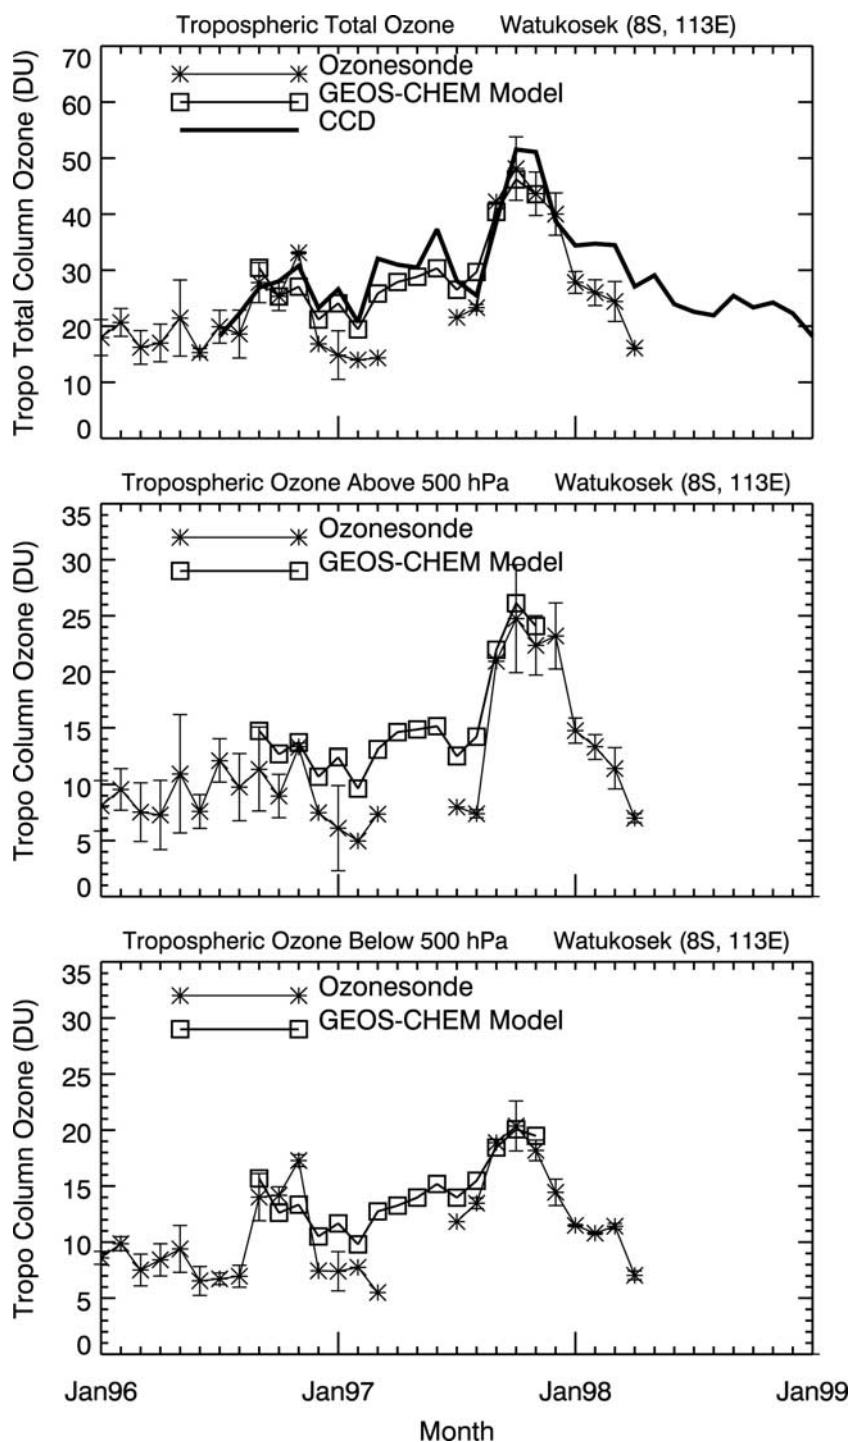 Tropospheric Total Ozone Watukosek (8S, 113E)
Tropo Total Column Ozone (DU)
70
60
50
40
30
20
10
0
Ozonesonde
GEOS-CHEM Model
CCD
Tropospheric Ozone Above 500 hPa Watukosek (8S, 113E)
Tropo Column Ozone (DU)
35
30
25
20
15
10
5
0
Ozonesonde
GEOS-CHEM Model
Tropospheric Ozone Below 500 hPa Watukosek (8S, 113E)
Tropo Column Ozone (DU)
35
30
25
20
15
10
5
0
Ozonesonde
GEOS-CHEM Model
Jan96 Jan97 Jan98 Jan99
Month